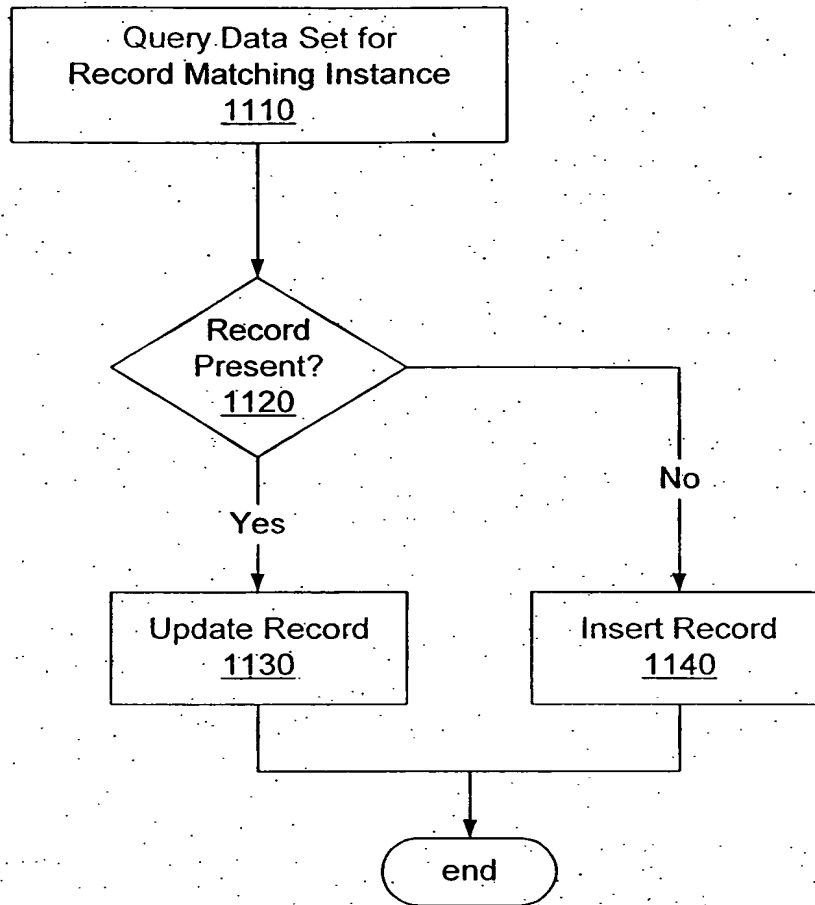 Query Data Set for
Record Matching Instance
1110
Record
Present?
1120
No
Yes
Update Record
1130
Insert Record
1140
end